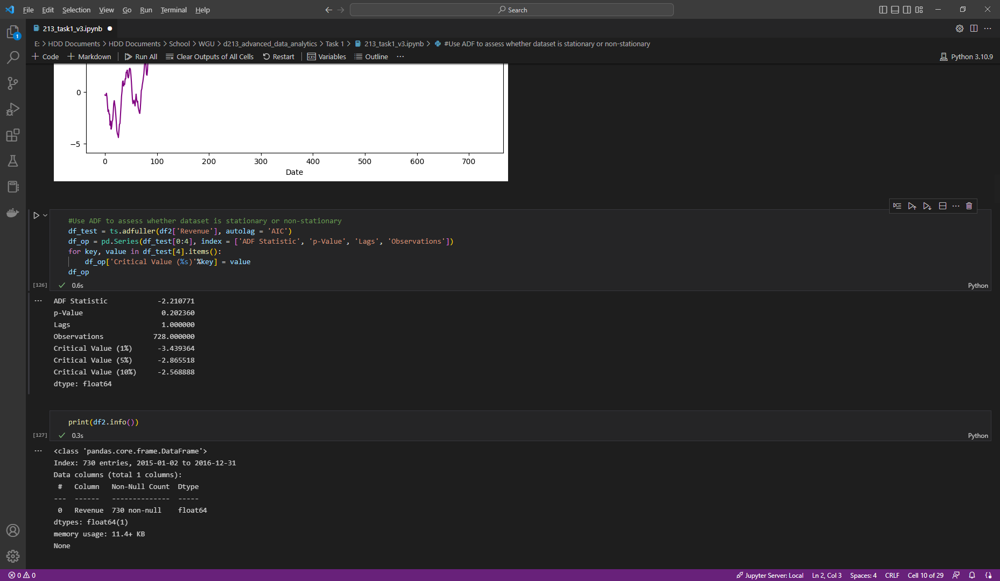 File Edit Selection View Go Run Terminal Help
Search
213_task1_v3.ipynb
E: > HDD Documents > HDD Documents > School > WGU > d213_advanced_data_analytics > Task 1 > 213_task1_v3.ipynb > #Use ADF to assess whether dataset is stationary or non-stationary
+ Code + Markdown Run All Clear Outputs of All Cells Restart Variables Outline ... Python 3.10.9
1
0
−5
0 100 200 300 400 500 600 700
Date
#Use ADF to assess whether dataset is stationary or non-stationary
df_test = ts.adfuller(df2['Revenue'], autolag = 'AIC')
df_op = pd.Series(df_test[0:4], index = ['ADF Statistic', 'p-Value', 'Lags', 'Observations'])
for key, value in df_test[4].items():
    df_op['Critical Value (%s)'%key] = value
df_op
[126] 0.6s Python
... ADF Statistic -2.210771
p-Value 0.202360
Lags 1.000000
Observations 728.000000
Critical Value (1%) -3.439364
Critical Value (5%) -2.865518
Critical Value (10%) -2.568888
dtype: float64
print(df2.info())
[127] 0.3s Python
... <class 'pandas.core.frame.DataFrame'>
Index: 730 entries, 2015-01-02 to 2016-12-31
Data columns (total 1 columns):
# Column Non-Null Count Dtype
--- ------ -------------- -----
0 Revenue 730 non-null float64
dtypes: float64(1)
memory usage: 11.4+ KB
None
0 0 Jupyter Server: Local Ln 2, Col 3 Spaces: 4 CRLF Cell 10 of 29